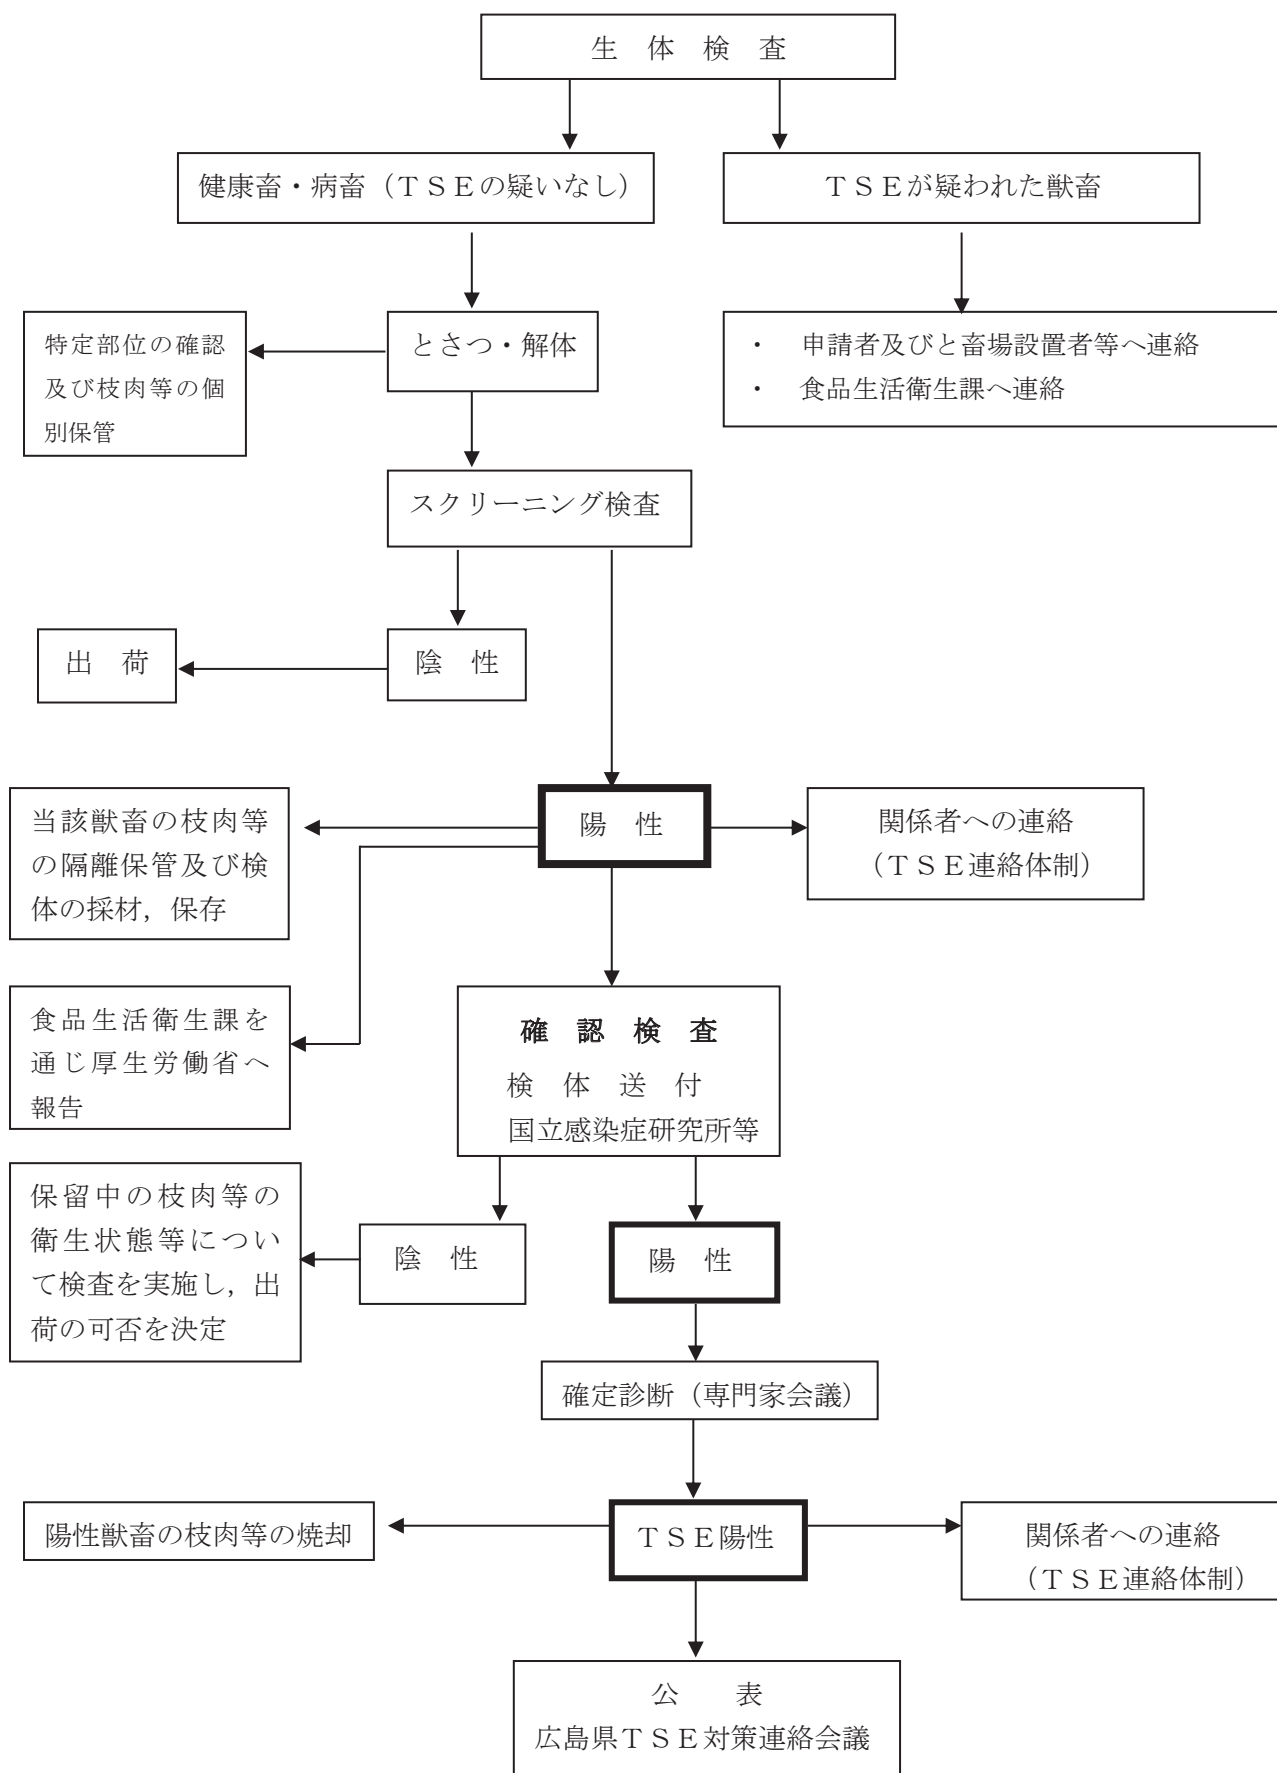 生　体　検　査
健康畜・病畜（ＴＳＥの疑いなし）
ＴＳＥが疑われた獣畜
特定部位の確認
及び枝肉等の個
別保管
とさつ・解体
・　申請者及びと畜場設置者等へ連絡
・　食品生活衛生課へ連絡
スクリーニング検査
出　荷
陰　性
当該獣畜の枝肉等
の隔離保管及び検
体の採材，保存
陽　性
関係者への連絡
（ＴＳＥ連絡体制）
食品生活衛生課を
通じ厚生労働省へ
報告
確　認　検　査
検　体　送　付
国立感染症研究所等
保留中の枝肉等の
衛生状態等につい
て検査を実施し，出
荷の可否を決定
陰　性
陽　性
確定診断（専門家会議）
陽性獣畜の枝肉等の焼却
ＴＳＥ陽性
関係者への連絡
（ＴＳＥ連絡体制）
公　　表
広島県ＴＳＥ対策連絡会議